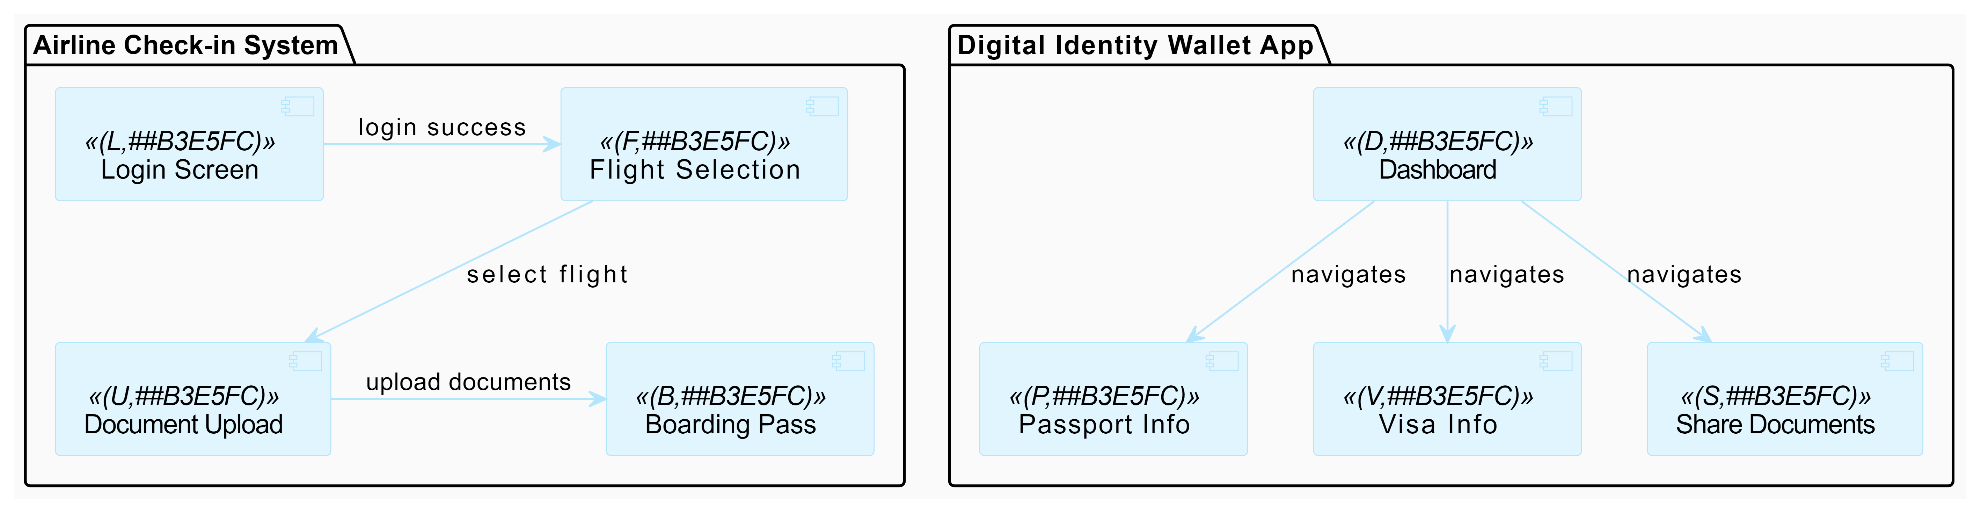 Airline Check-in System
«(L,##B3E5FC)»
Login Screen
login success
«(F,##B3E5FC)»
Flight Selection
select flight
«(U,##B3E5FC)»
Document Upload
upload documents
«(B,##B3E5FC)»
Boarding Pass
Digital Identity Wallet App
«(D,##B3E5FC)»
Dashboard
navigates
navigates
navigates
«(P,##B3E5FC)»
Passport Info
«(V,##B3E5FC)»
Visa Info
«(S,##B3E5FC)»
Share Documents